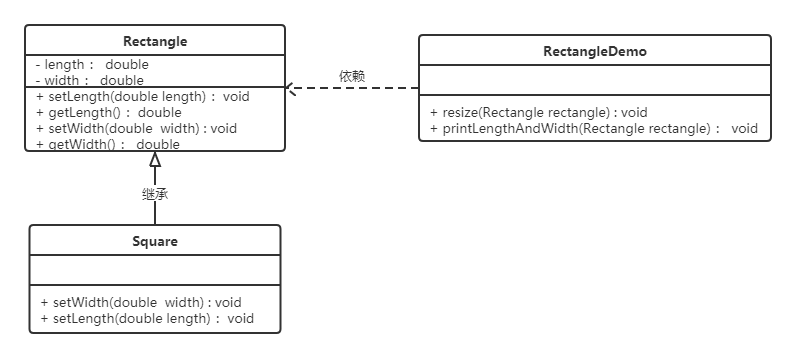 Rectangle
- length： double
- width： double
+ setLength(double length)： void
+ getLength()： double
+ setWidth(double  width) : void
+ getWidth()： double
依赖
RectangleDemo
+ resize(Rectangle rectangle) : void
+ printLengthAndWidth(Rectangle rectangle)： void
继承
Square
+ setWidth(double  width) : void
+ setLength(double length)： void